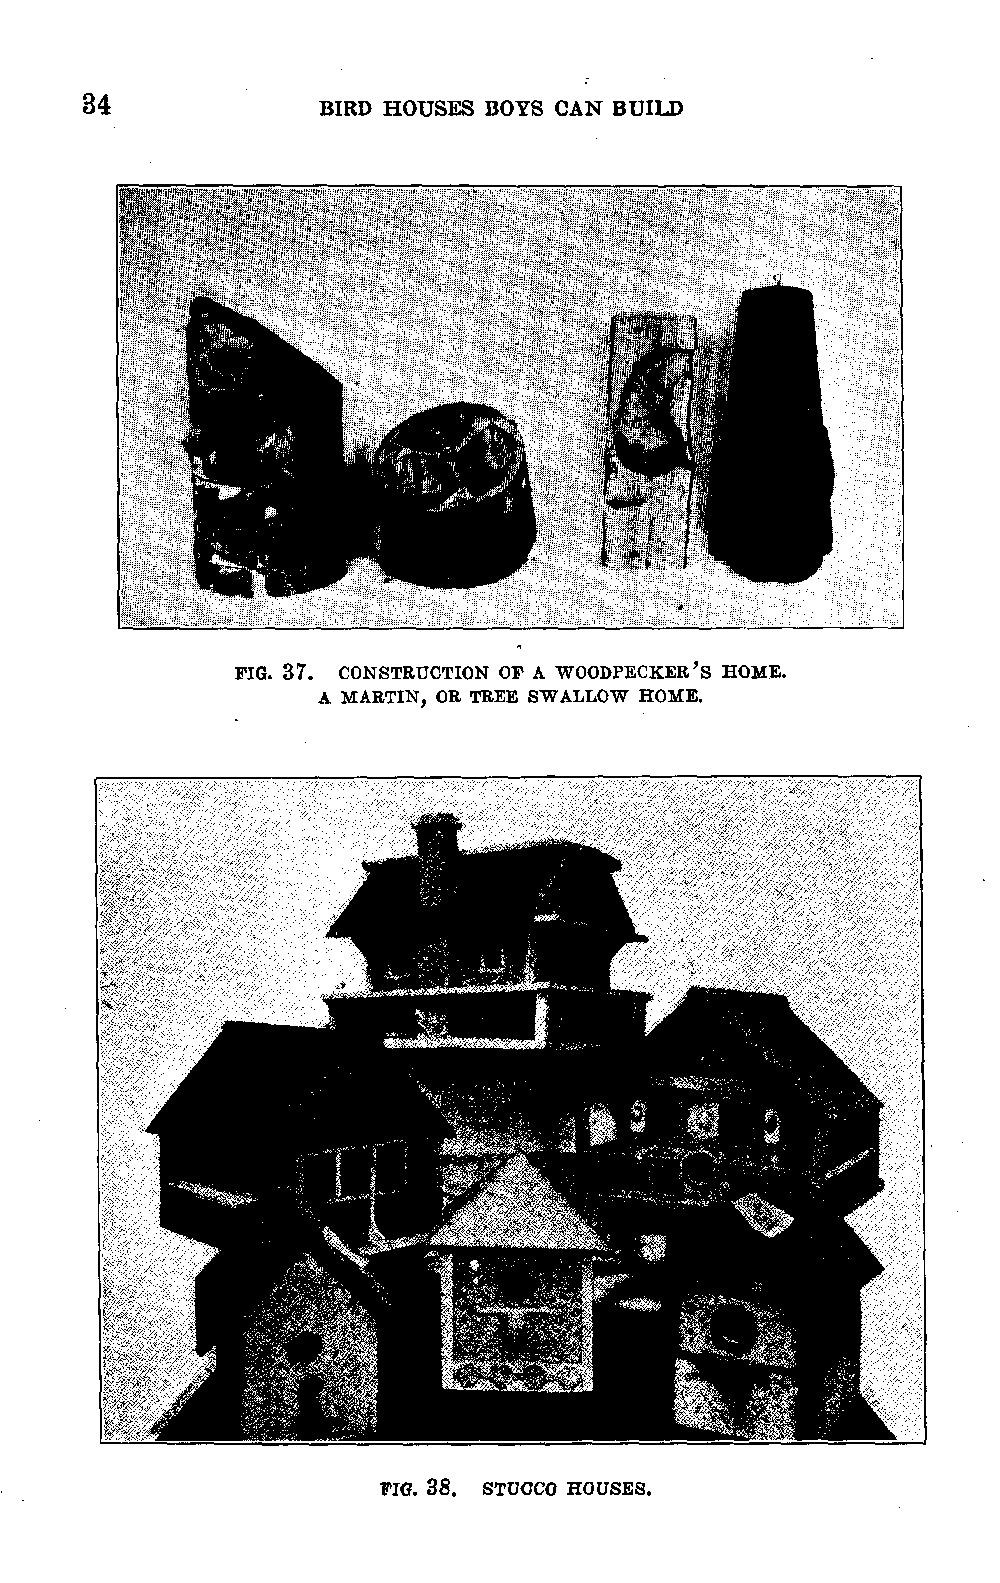 34
BIRD HOUSES BOYS CAN BUILD
FIG. 37. CONSTRUCTION OF A WOODPECKER'S HOME.
A MARTIN, OR TREE SWALLOW HOME.
FIG. 38. STUCCO HOUSES.